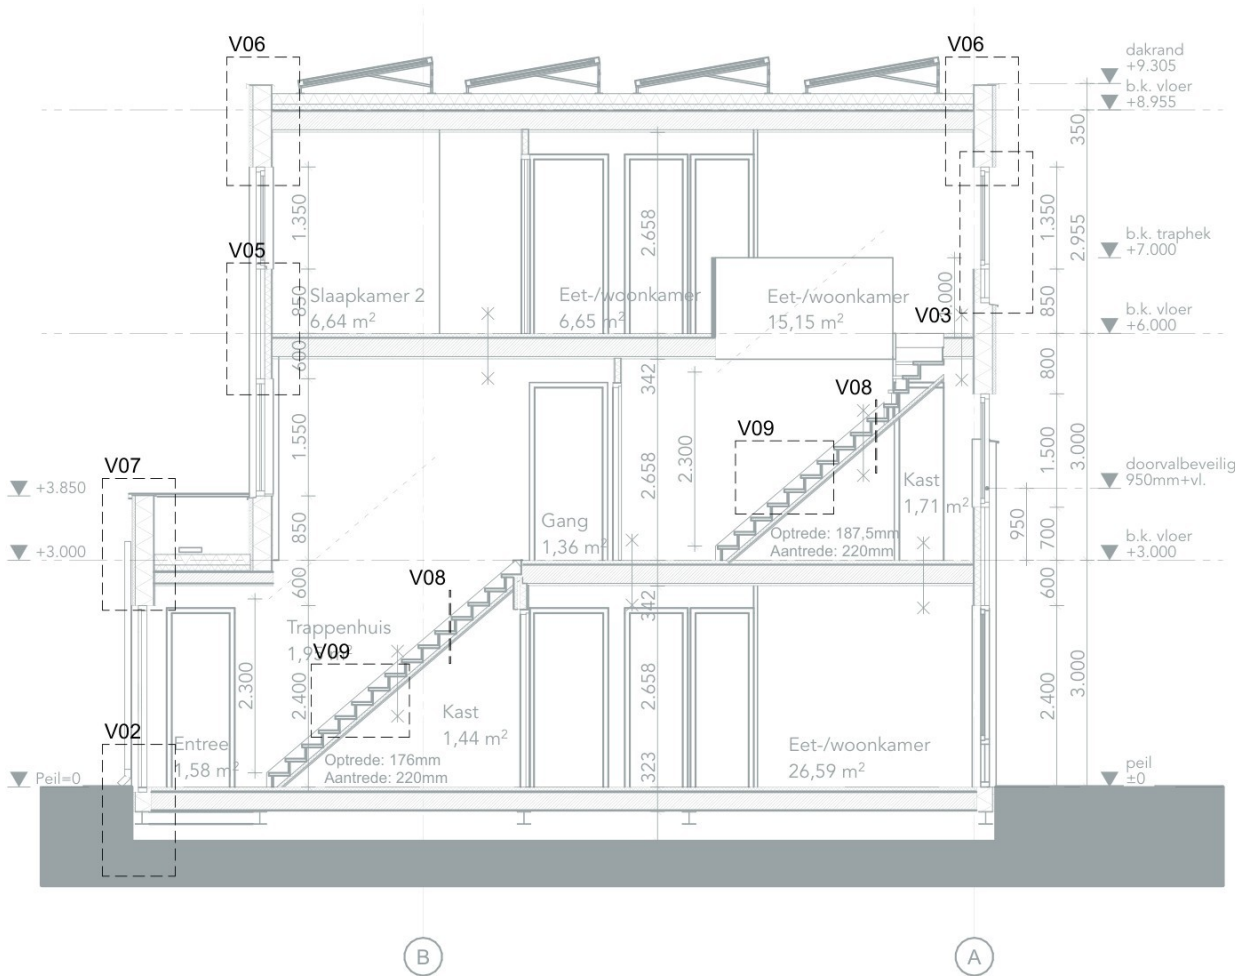 V06
V06
dakrand
+9.305
b.k. vloer
+8.955
350
1.350
2.658
1.350
2.955
b.k. traphek
+7.000
V05
850
Slaapkamer 2
6,64 m²
Eet-/woonkamer
6,65 m²
Eet-/woonkamer
15,15 m²
850
V03
b.k. vloer
+6.000
600
342
800
V08
1.550
2.300
V09
2.658
1.500
3.000
V07
+3.850
doorvalbeveilig
950mm+vl.
Kast
1,71 m²
950
700
850
Gang
1,36 m²
Optrede: 187,5mm
Aantrede: 220mm
+3.000
b.k. vloer
+3.000
600
V08
342
600
Trappenhuis
V09
2.300
2.400
2.658
2.400
3.000
Kast
1,44 m²
V02
Entree
1,58 m²
Optrede: 176mm
Aantrede: 220mm
323
Eet-/woonkamer
26,59 m²
Peil=0
peil
±0
B
A